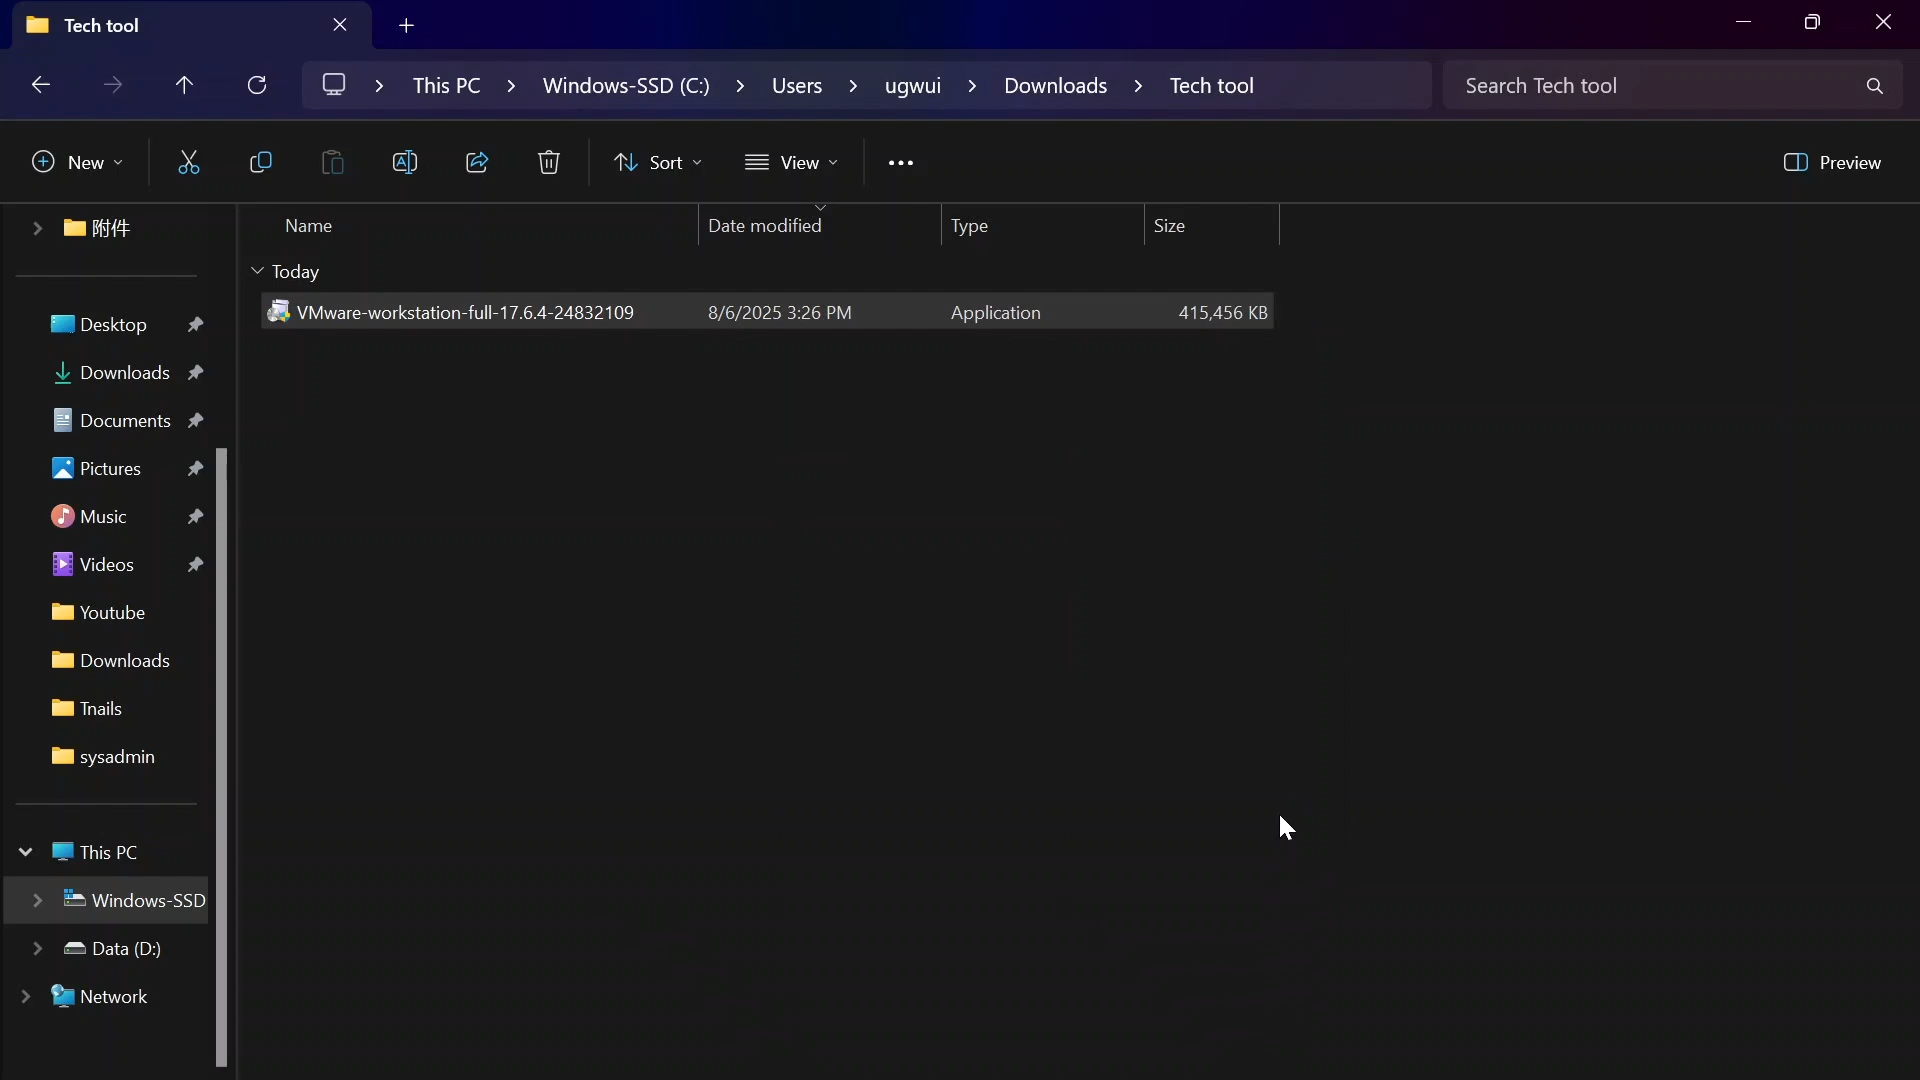 Tech tool
This PC > Windows-SSD (C:) > Users > ugwui > Downloads > Tech tool
Search Tech tool
New
Sort
View
Preview
附件
Desktop
Downloads
Documents
Pictures
Music
Videos
Youtube
Downloads
Tnails
sysadmin
This PC
Windows-SSD
Data (D:)
Network
Name Date modified Type Size
Today
VMware-workstation-full-17.6.4-24832109 8/6/2025 3:26 PM Application 415,456 KB